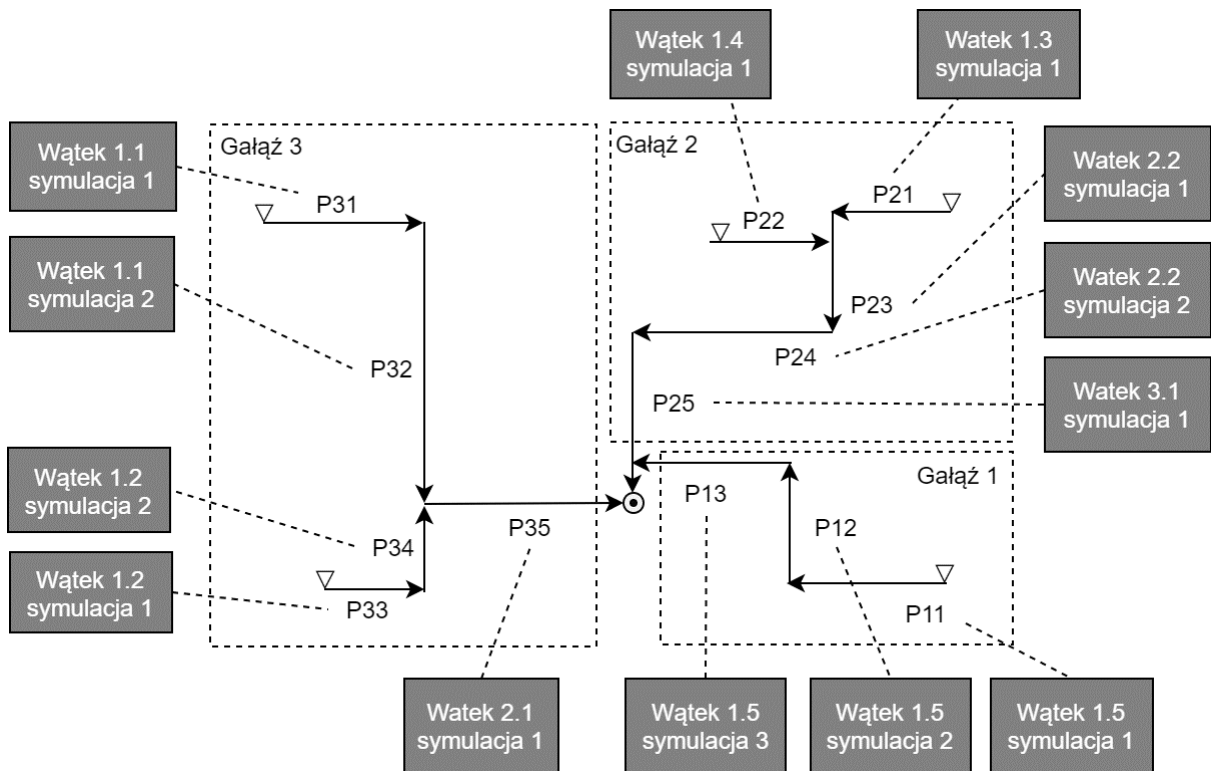 Wątek 1.4
symulacja 1
Wątek 1.3
symulacja 1
Wątek 1.1
symulacja 1
Gałąź 3
Gałąź 2
Watek 2.2
symulacja 1
P31
P21
P22
Wątek 1.1
symulacja 2
Watek 2.2
symulacja 2
P23
P24
P32
P25
Watek 3.1
symulacja 1
Wątek 1.2
symulacja 2
Gałąź 1
P13
P35
P12
P34
Wątek 1.2
symulacja 1
P33
P11
Watek 2.1
symulacja 1
Wątek 1.5
symulacja 3
Wątek 1.5
symulacja 2
Wątek 1.5
symulacja 1